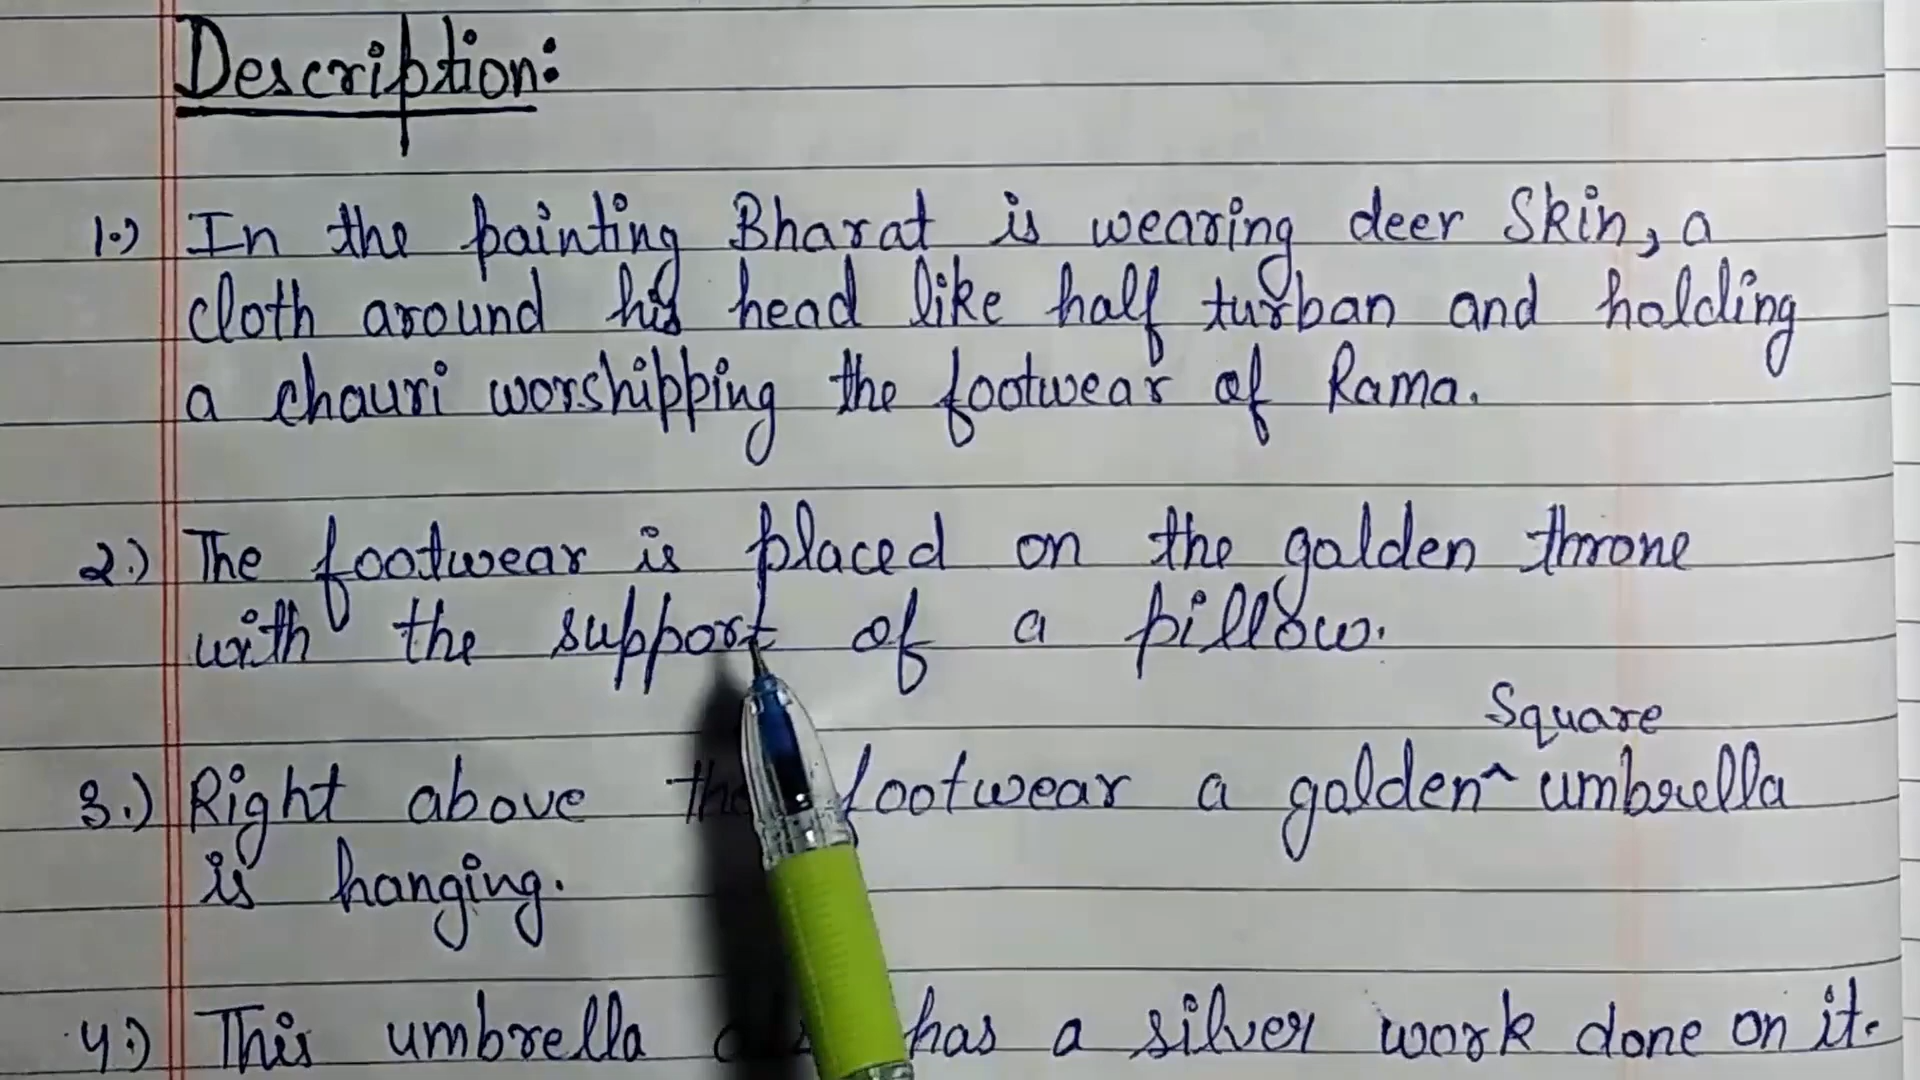 Description:
1.) In the painting Bharat is wearing deer Skin, a
cloth around his head like half turban and holding
a chauri worshipping the footwear of Rama.
2.) The footwear is placed on the golden throne
with the support of a pillow.
Square
3.) Right above the footwear a golden ^ umbrella
is hanging.
4.) This umbrella has a silver work done on it.